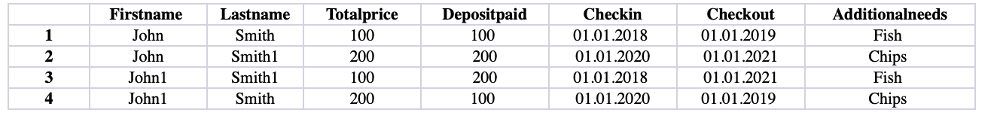 Firstname Lastname Totalprice Depositpaid Checkin Checkout Additionalneeds
1 John Smith 100 100 01.01.2018 01.01.2019 Fish
2 John Smith1 200 200 01.01.2020 01.01.2021 Chips
3 John1 Smith1 100 200 01.01.2018 01.01.2021 Fish
4 John1 Smith 200 100 01.01.2020 01.01.2019 Chips